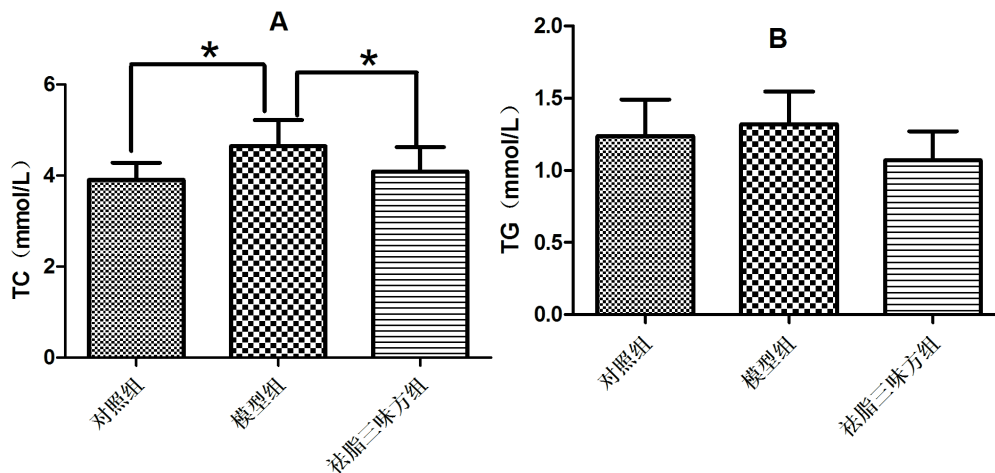 A
*
*
TC（mmol/L）
6
4
2
0
对照组
模型组
祛脂三味方组
B
TG（mmol/L）
2.0
1.5
1.0
0.5
0.0
对照组
模型组
祛脂三味方组